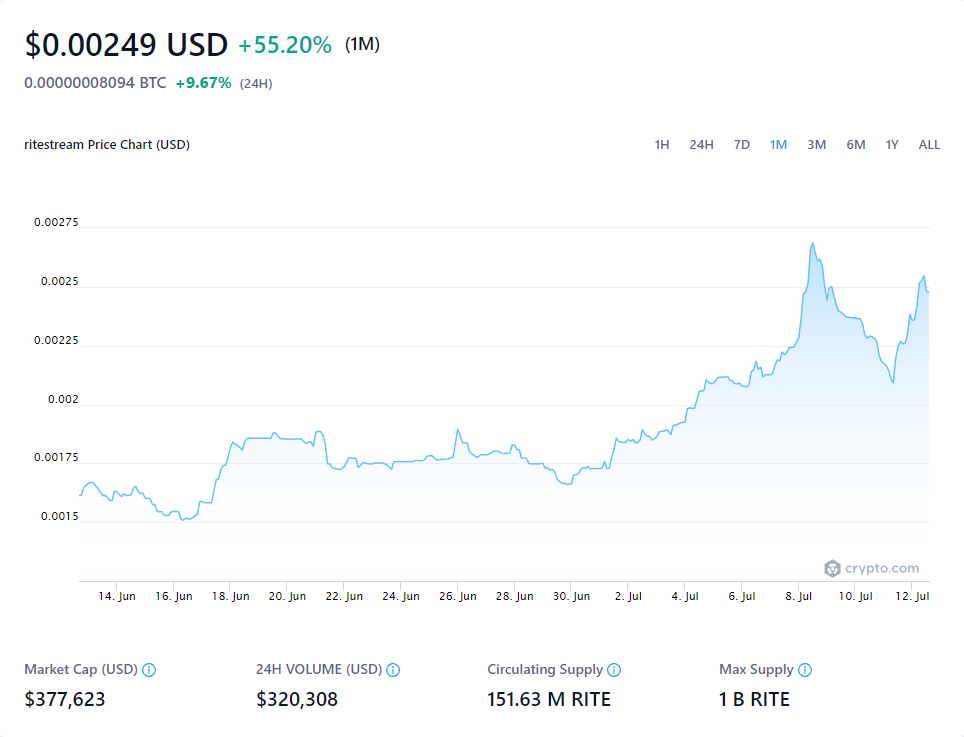 $0.00249 USD +55.20% (1M)
0.00000008094 BTC +9.67% (24H)
ritestream Price Chart (USD) 1H 24H 7D 1M 3M 6M 1Y ALL
0.00275
0.0025
0.00225
0.002
0.00175
0.0015
crypto.com
14. Jun 16. Jun 18. Jun 20. Jun 22. Jun 24. Jun 26. Jun 28. Jun 30. Jun 2. Jul 4. Jul 6. Jul 8. Jul 10. Jul 12. Jul
Market Cap (USD) 24H VOLUME (USD) Circulating Supply Max Supply
$377,623 $320,308 151.63 M RITE 1 B RITE